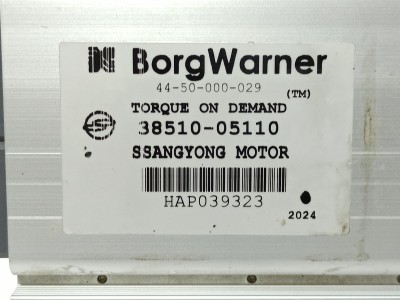 BorgWarner
44-50-000-029 (TM)
TORQUE ON DEMAND
38510-05110
SSANGYONG MOTOR
HAP039323
2024